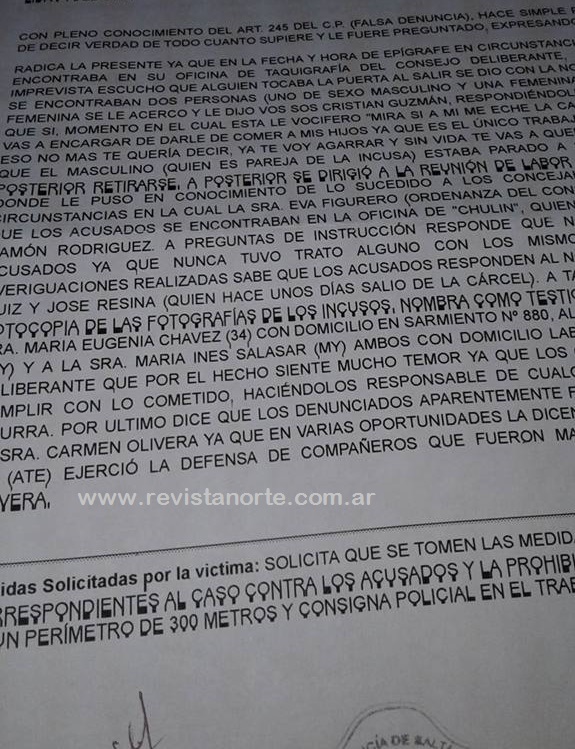 CON PLENO CONOCIMIENTO DEL ART. 245 DEL C.P. (FALSA DENUNCIA), HACE SIMPLE
DE DECIR VERDAD DE TODO CUANTO SUPIERE Y LE FUERE PREGUNTADO, EXPRESANDO
RADICA LA PRESENTE YA QUE EN LA FECHA Y HORA DE EPÍGRAFE EN CIRCUNSTANCI
ENCONTRABA EN SU OFICINA DE TAQUIGRAFÍA DEL CONSEJO DELIBERANTE,
IMPREVISTA ESCUCHO QUE ALGUIEN TOCABA LA PUERTA AL SALIR SE DIO CON LA NO
SE ENCONTRABAN DOS PERSONAS (UNO DE SEXO MASCULINO Y UNA FEMENINA
FEMENINA SE LE ACERCO Y LE DIJO VOS SOS CRISTIAN GUZMÁN, RESPONDIÉNDOL
QUE SI, MOMENTO EN EL CUAL ESTA LE VOCIFERO "MIRA SI A MI ME ECHE LA CA
VAS A ENCARGAR DE DARLE DE COMER A MIS HIJOS YA QUE ES EL ÚNICO TRABAJ
ESO NO MAS TE QUERÍA DECIR, YA TE VOY AGARRAR Y SIN VIDA TE VAS A QUE
QUE EL MASCULINO (QUIEN ES PAREJA DE LA INCUSA) ESTABA PARADO A
POSTERIOR RETIRARSE, A POSTERIOR SE DIRIGIÓ A LA REUNIÓN DE LABOR
DONDE LE PUSO EN CONOCIMIENTO DE LO SUCEDIDO A LOS CONCEJA
CIRCUNSTANCIAS EN LA CUAL LA SRA. EVA FIGURERO (ORDENANZA DEL CON
QUE LOS ACUSADOS SE ENCONTRABAN EN LA OFICINA DE "CHULIN", QUIEN
RAMÓN RODRIGUEZ. A PREGUNTAS DE INSTRUCCIÓN RESPONDE QUE N
ACUSADOS YA QUE NUNCA TUVO TRATO ALGUNO CON LOS MISMO
VERIGUACIONES REALIZADAS SABE QUE LOS ACUSADOS RESPONDEN AL N
UIZ Y JOSE RESINA (QUIEN HACE UNOS DÍAS SALIO DE LA CÁRCEL). A TA
OTOCOPIA DE LAS FOTOGRAFÍAS DE LOS INCUSOS, NOMBRA COMO TESTIG
RA. MARIA EUGENIA CHAVEZ (34) CON DOMICILIO EN SARMIENTO Nº 880, AL
Y) Y A LA SRA. MARIA INES SALASAR (MY) AMBOS CON DOMICILIO LAB
LIBERANTE QUE POR EL HECHO SIENTE MUCHO TEMOR YA QUE LOS
UMPLIR CON LO COMETIDO, HACIÉNDOLOS RESPONSABLE DE CUALQ
URRA. POR ULTIMO DICE QUE LOS DENUNCIADOS APARENTEMENTE F
SRA. CARMEN OLIVERA YA QUE EN VARIAS OPORTUNIDADES LA DICEN
(ATE) EJERCIÓ LA DEFENSA DE COMPAÑEROS QUE FUERON MA
VERA,
www.revistanorte.com.ar
idas Solicitadas por la victima: SOLICITA QUE SE TOMEN LAS MEDIDA
RRESPONDIENTES AL CASO CONTRA LOS ACUSADOS Y LA PROHIBI
UN PERÍMETRO DE 300 METROS Y CONSIGNA POLICIAL EN EL TRA
CÍA DE SALT